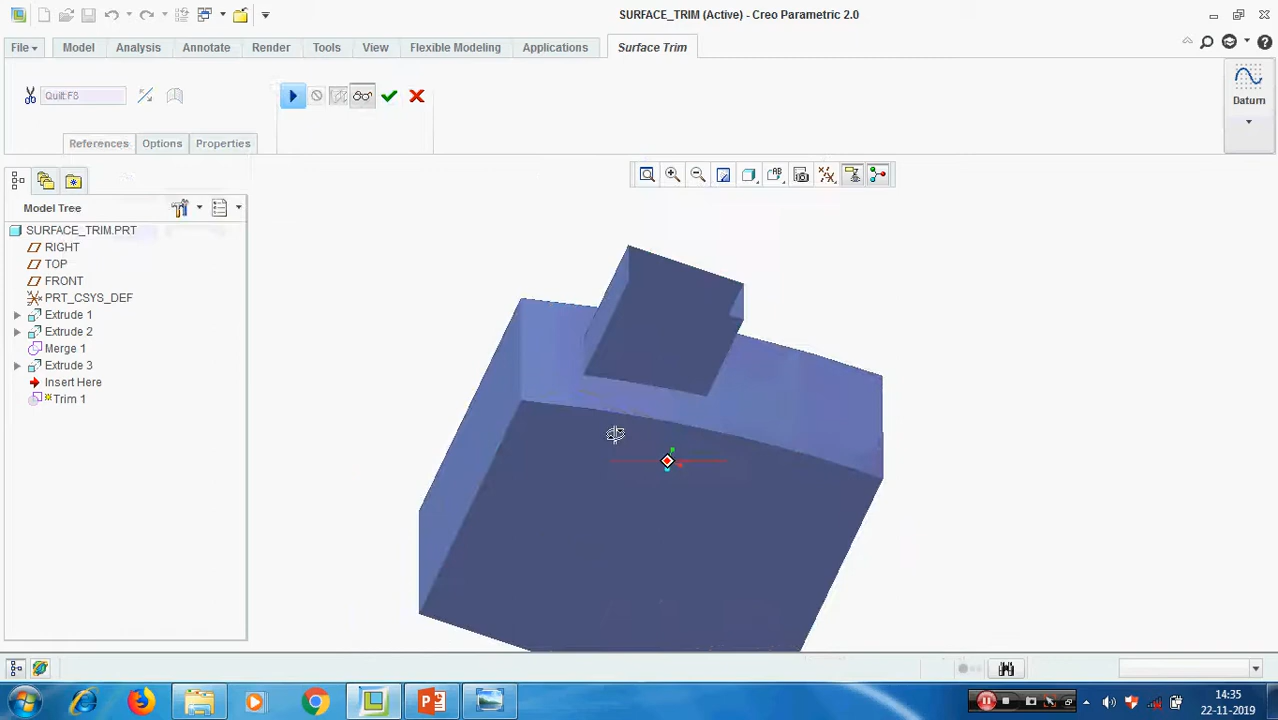 SURFACE_TRIM (Active) - Creo Parametric 2.0
File
Model
Analysis
Annotate
Render
Tools
View
Flexible Modeling
Applications
Surface Trim
Quilt:F8
Datum
References
Options
Properties
Model Tree
SURFACE_TRIM.PRT
RIGHT
TOP
FRONT
PRT_CSYS_DEF
Extrude 1
Extrude 2
Merge 1
Extrude 3
Insert Here
Trim 1
14:35
22-11-2019